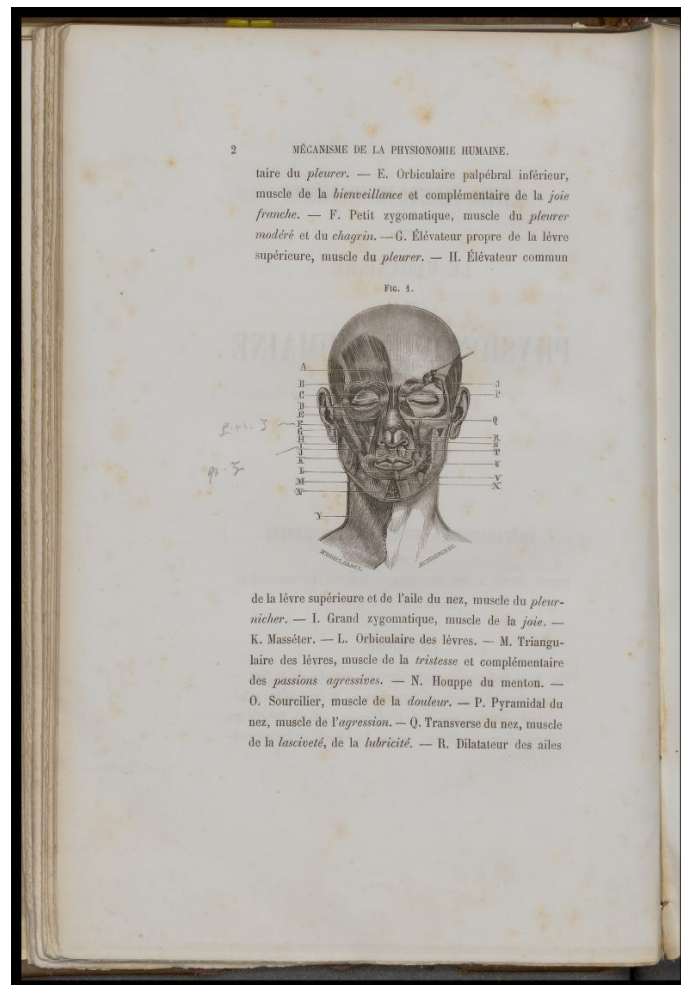 2 MÉCANISME DE LA PHYSIONOMIE HUMAINE.
taire du pleurer. — E. Orbiculaire palpébral inférieur,
muscle de la bienveillance et complémentaire de la joie
franche. — F. Petit zygomatique, muscle du pleurer
modéré et du chagrin. — G. Élévateur propre de la lèvre
supérieure, muscle du pleurer. — H. Élévateur commun
FIG. 1.
A
B
C
D
E
F
G
H
I
J
K
L
M
N
Y
P
Q
R
S
T
U
V
X
de la lèvre supérieure et de l'aile du nez, muscle du pleur-
nicher. — I. Grand zygomatique, muscle de la joie. —
K. Masséter. — L. Orbiculaire des lèvres. — M. Triangu-
laire des lèvres, muscle de la tristesse et complémentaire
des passions agressives. — N. Houppe du menton. —
O. Sourcilier, muscle de la douleur. — P. Pyramidal du
nez, muscle de l'agression. — Q. Transverse du nez, muscle
de la lasciveté, de la lubricité. — R. Dilatateur des ailes